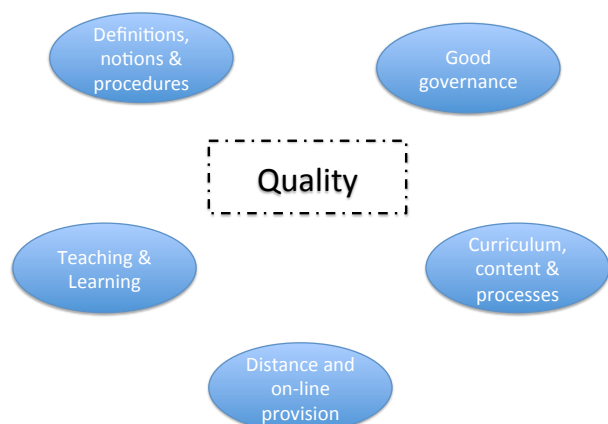 Definitions,
notions &
procedures
Good
governance
Quality
Teaching &
Learning
Curriculum,
content &
processes
Distance and
on-line
provision